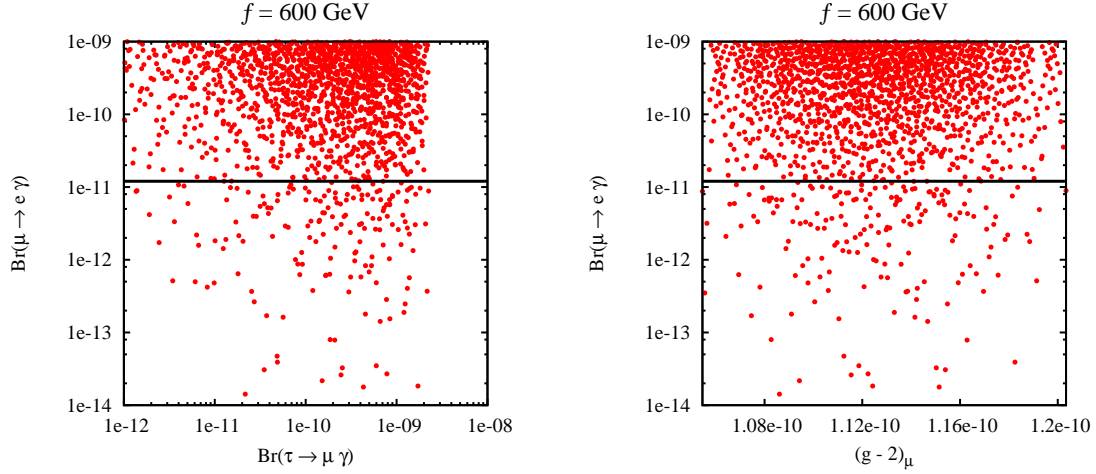 f = 600 GeV
1e-09
1e-10
1e-11
1e-12
1e-13
1e-14
Br(μ → e γ)
1e-12
1e-11
1e-10
1e-09
1e-08
Br(τ → μ γ)
f = 600 GeV
1e-09
1e-10
1e-11
1e-12
1e-13
1e-14
Br(μ → e γ)
1.08e-10
1.12e-10
1.16e-10
1.2e-10
(g - 2)μ